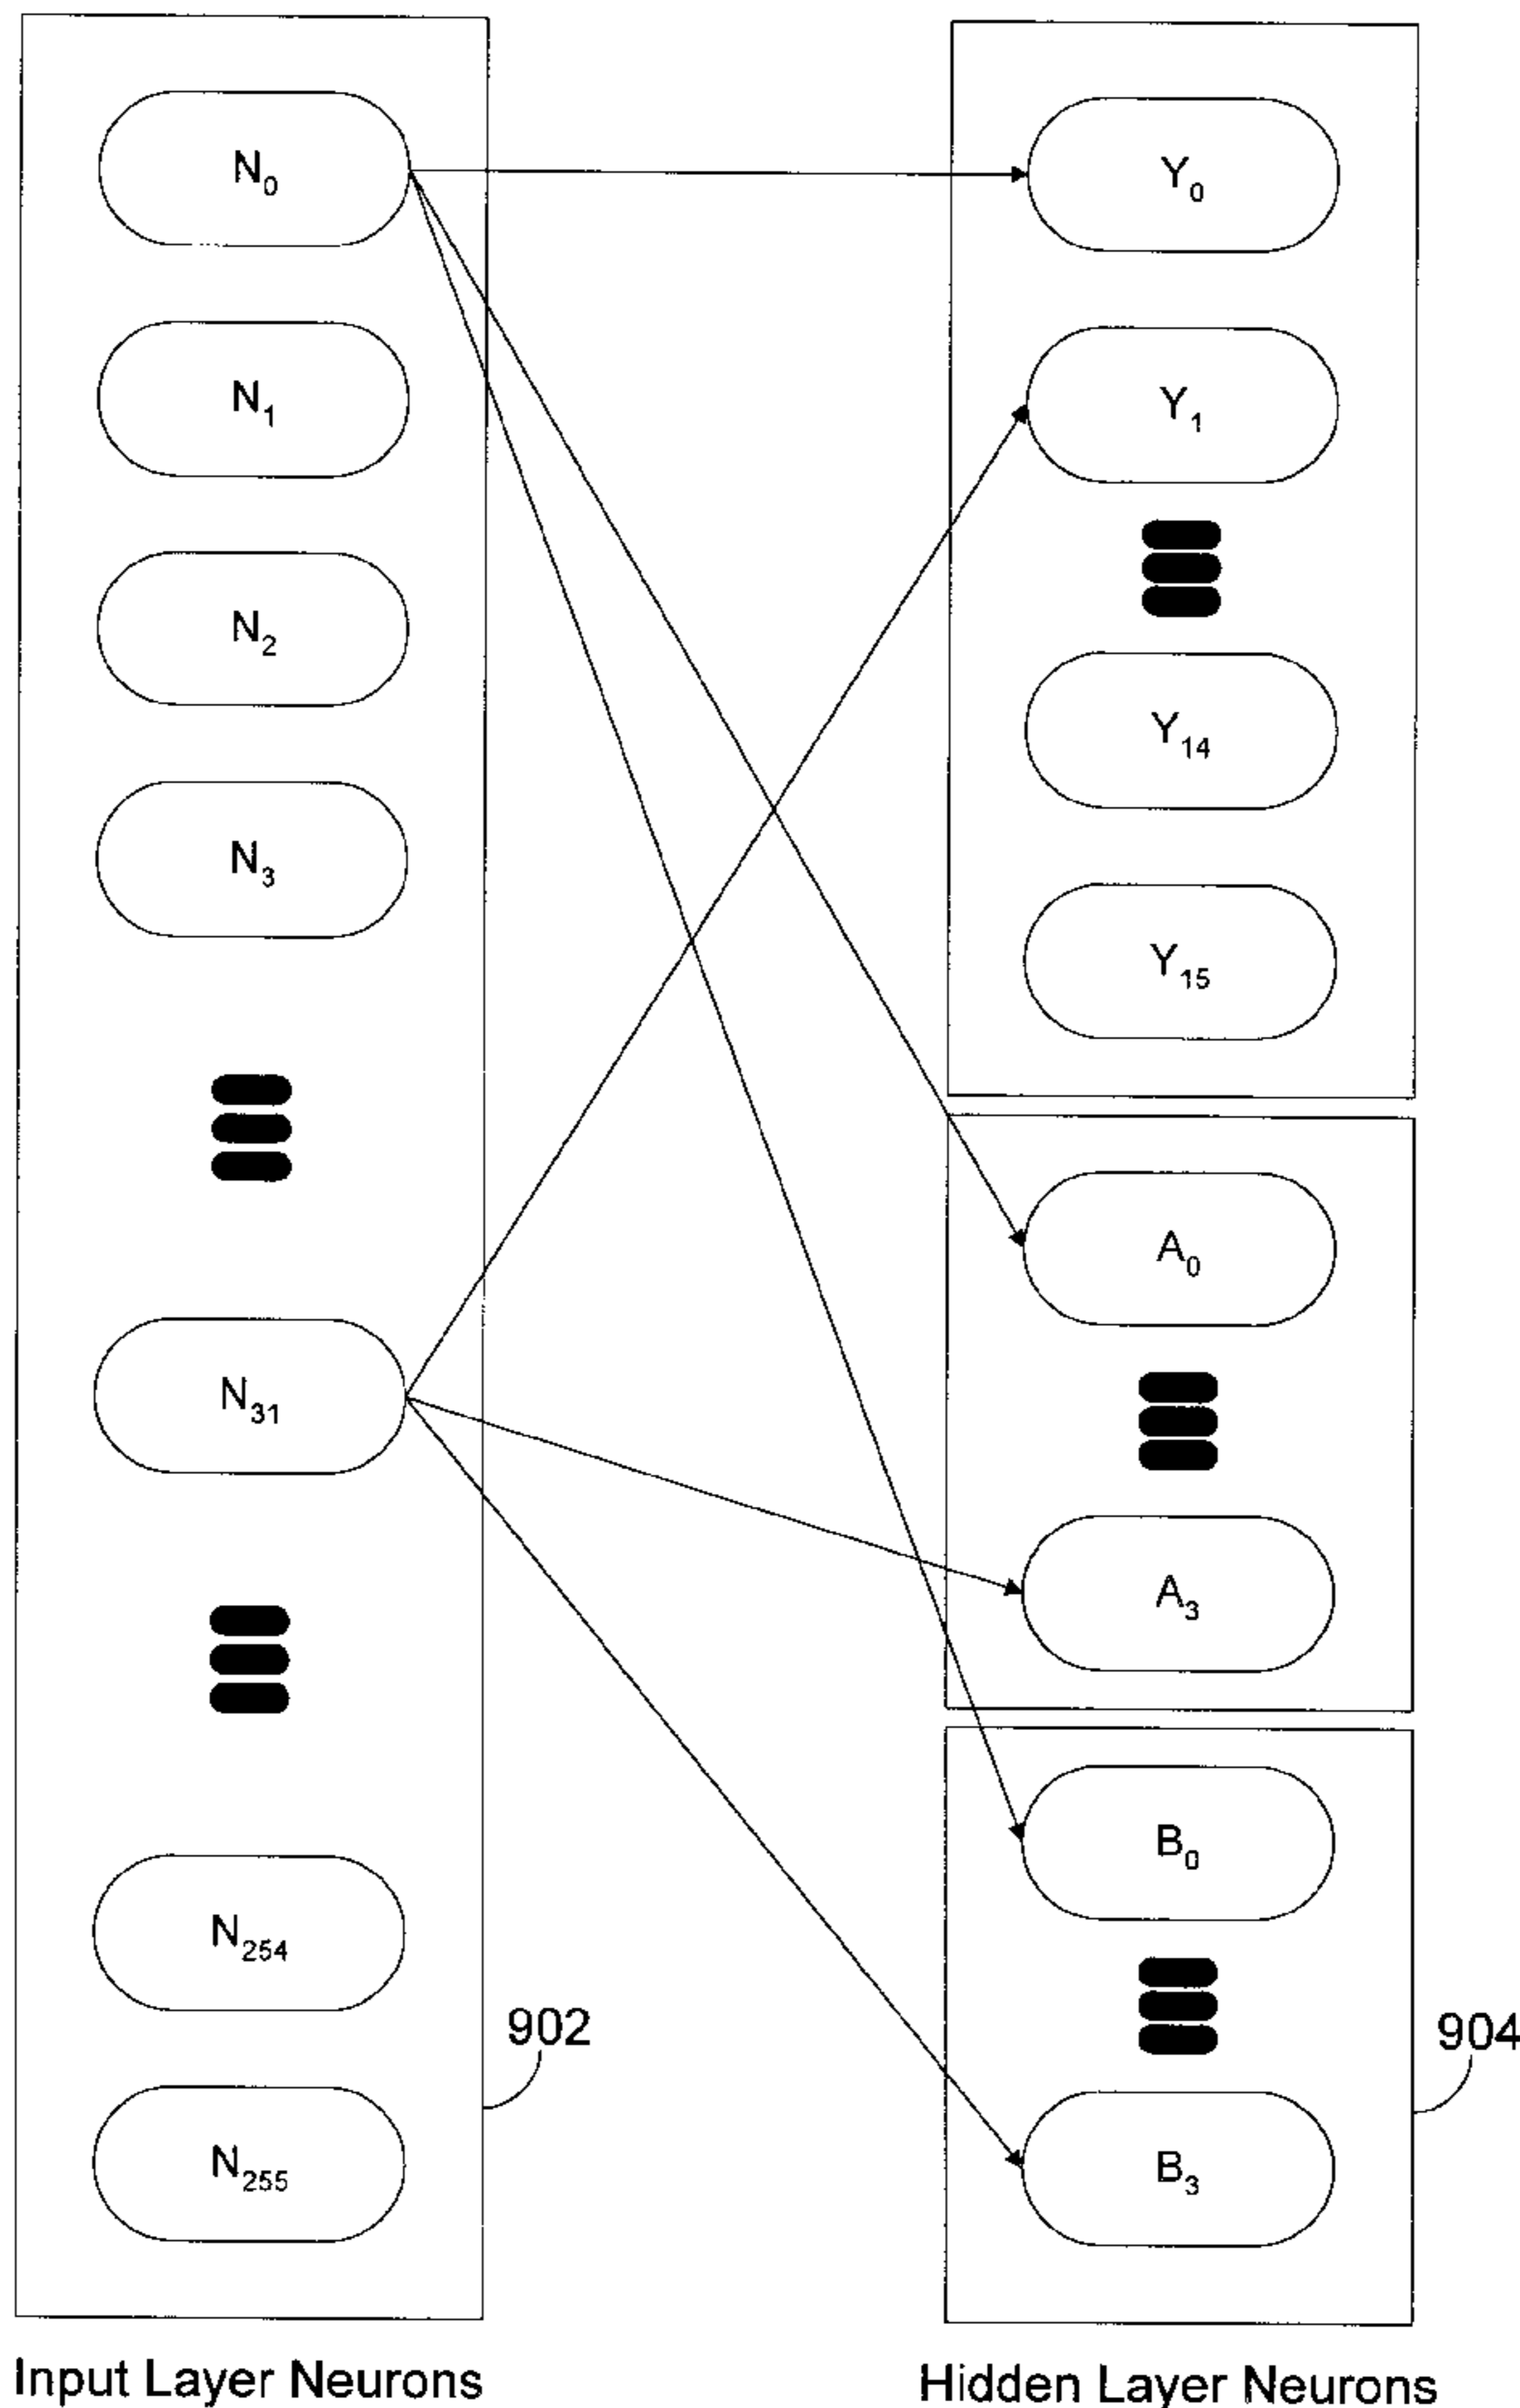 N0
N1
N2
N3
N31
N254
N255
902
Input Layer Neurons
Y0
Y1
Y14
Y15
A0
A3
B0
B3
904
Hidden Layer Neurons